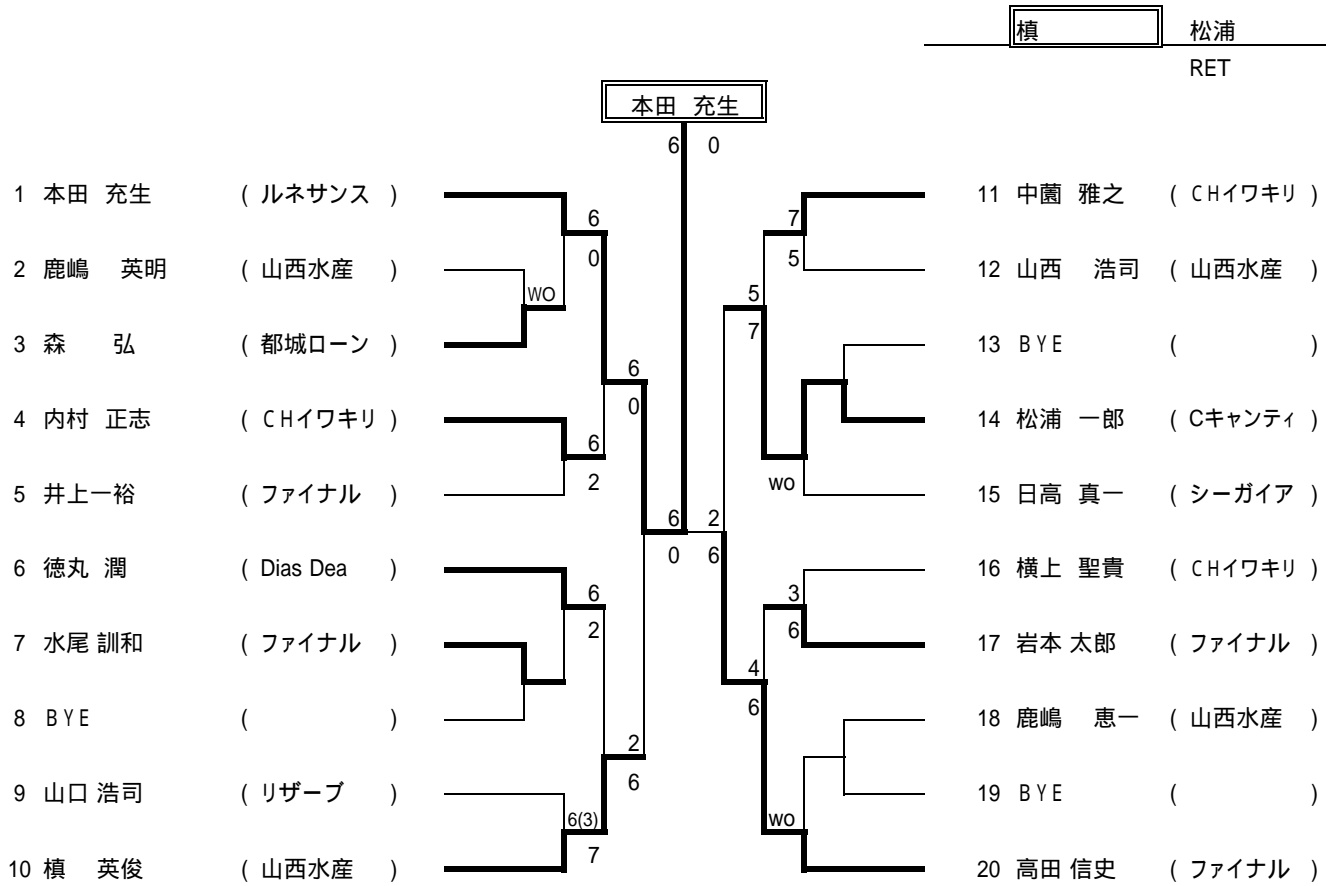 槙 松浦
RET
本田 充生
6 0
1 本田 充生 ( ルネサンス ) 11 中薗 雅之 ( CHイワキリ )
6 7
2 鹿嶋 英明 ( 山西水産 ) 0 5 12 山西 浩司 ( 山西水産 )
WO 5
3 森 弘 ( 都城ローン ) 7 13 BYE ( )
6
4 内村 正志 ( CHイワキリ ) 0 14 松浦 一郎 ( Cキャンティ )
6
5 井上一裕 ( ファイナル ) 2 wo 15 日高 真一 ( シーガイア )
6 2
6 徳丸 潤 ( Dias Dea ) 0 6 16 横上 聖貴 ( CHイワキリ )
6 3
7 水尾 訓和 ( ファイナル ) 2 6 17 岩本 太郎 ( ファイナル )
4
8 BYE ( ) 6 18 鹿嶋 恵一 ( 山西水産 )
2
9 山口 浩司 ( リザーブ ) 6 19 BYE ( )
6(3) wo
10 槙 英俊 ( 山西水産 ) 7 20 高田 信史 ( ファイナル )